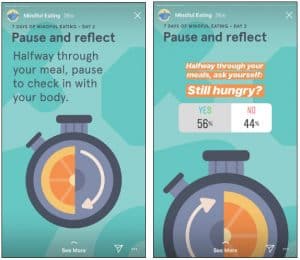 Mindful Eating
7 DAYS OF MINDFUL EATING • DAY 2
Pause and reflect
Halfway through
your meal, pause
to check in with
your body.
See More
Mindful Eating
7 DAYS OF MINDFUL EATING • DAY 2
Pause and reflect
Halfway through your
meals, ask yourself:
Still hungry?
YES NO
56% 44%
See More